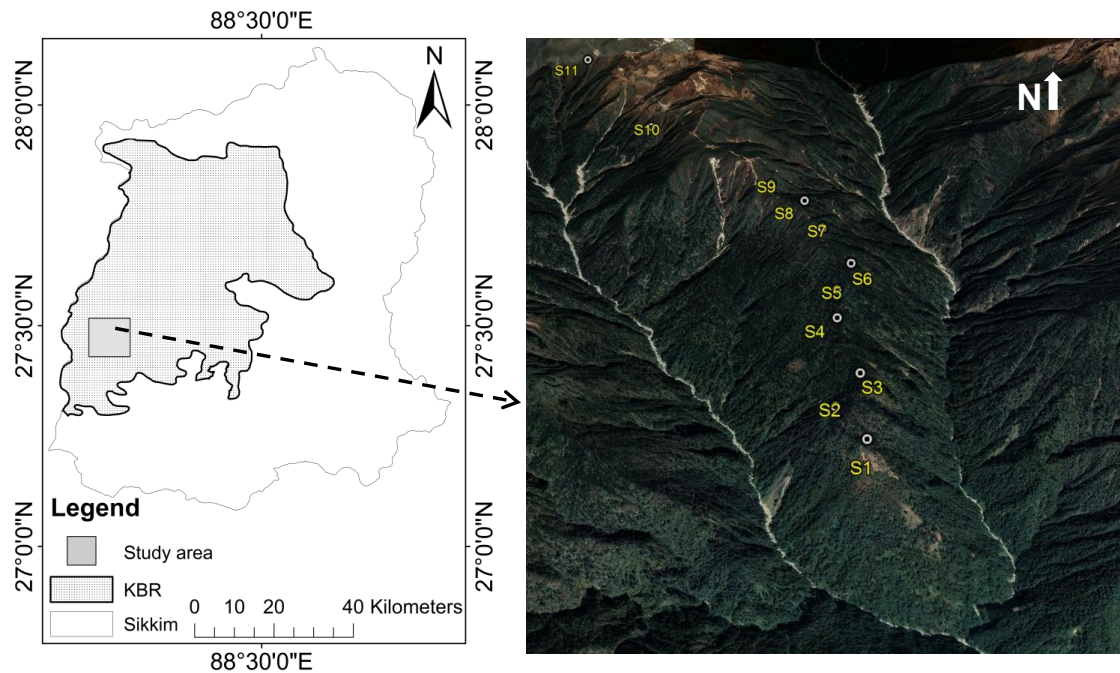 88°30'0"E
N
28°0'0"N
28°0'0"N
27°30'0"N
27°30'0"N
27°0'0"N
27°0'0"N
Legend
Study area
KBR
Sikkim
0 10 20 40 Kilometers
88°30'0"E
N
S11
S10
S9
S8
S7
S6
S5
S4
S3
S2
S1